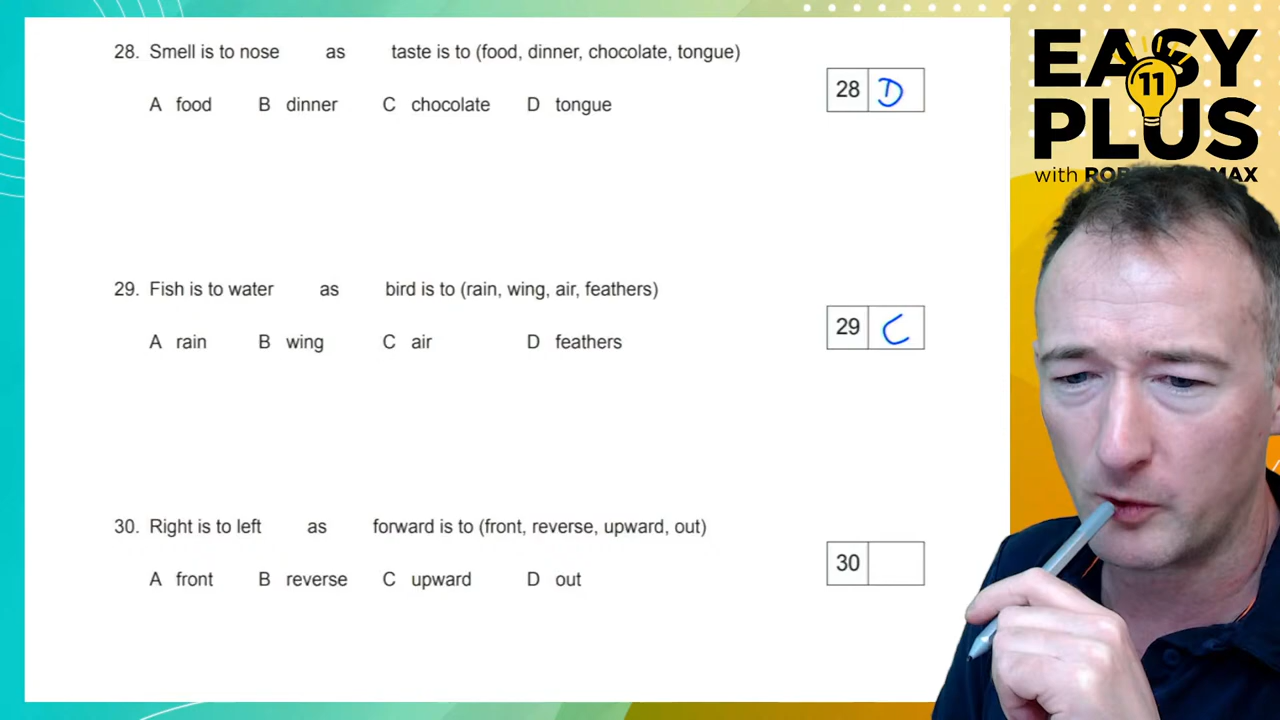 28. Smell is to nose as taste is to (food, dinner, chocolate, tongue)
A food B dinner C chocolate D tongue
28 D
29. Fish is to water as bird is to (rain, wing, air, feathers)
A rain B wing C air D feathers
29 C
30. Right is to left as forward is to (front, reverse, upward, out)
A front B reverse C upward D out
30
EASY
11
PLUS
with